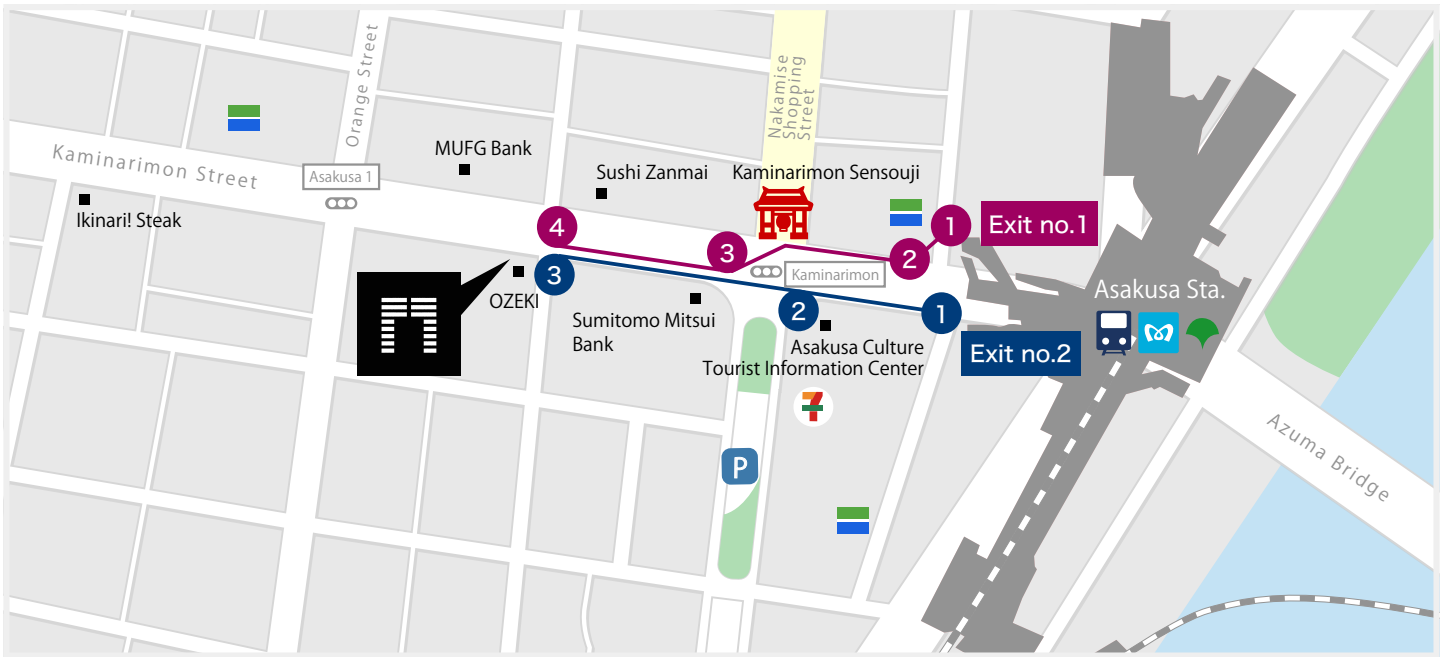 Orange Street
Nakamise
Shopping
Street
Kaminarimon Street
Asakusa 1
MUFG Bank
Sushi Zanmai
Kaminarimon Sensouji
Ikinari! Steak
4
3
2
1
Exit no.1
Kaminarimon
OZEKI
3
2
1
Exit no.2
Sumitomo Mitsui
Bank
Asakusa Culture
Tourist Information Center
Asakusa Sta.
7
P
Azuma Bridge